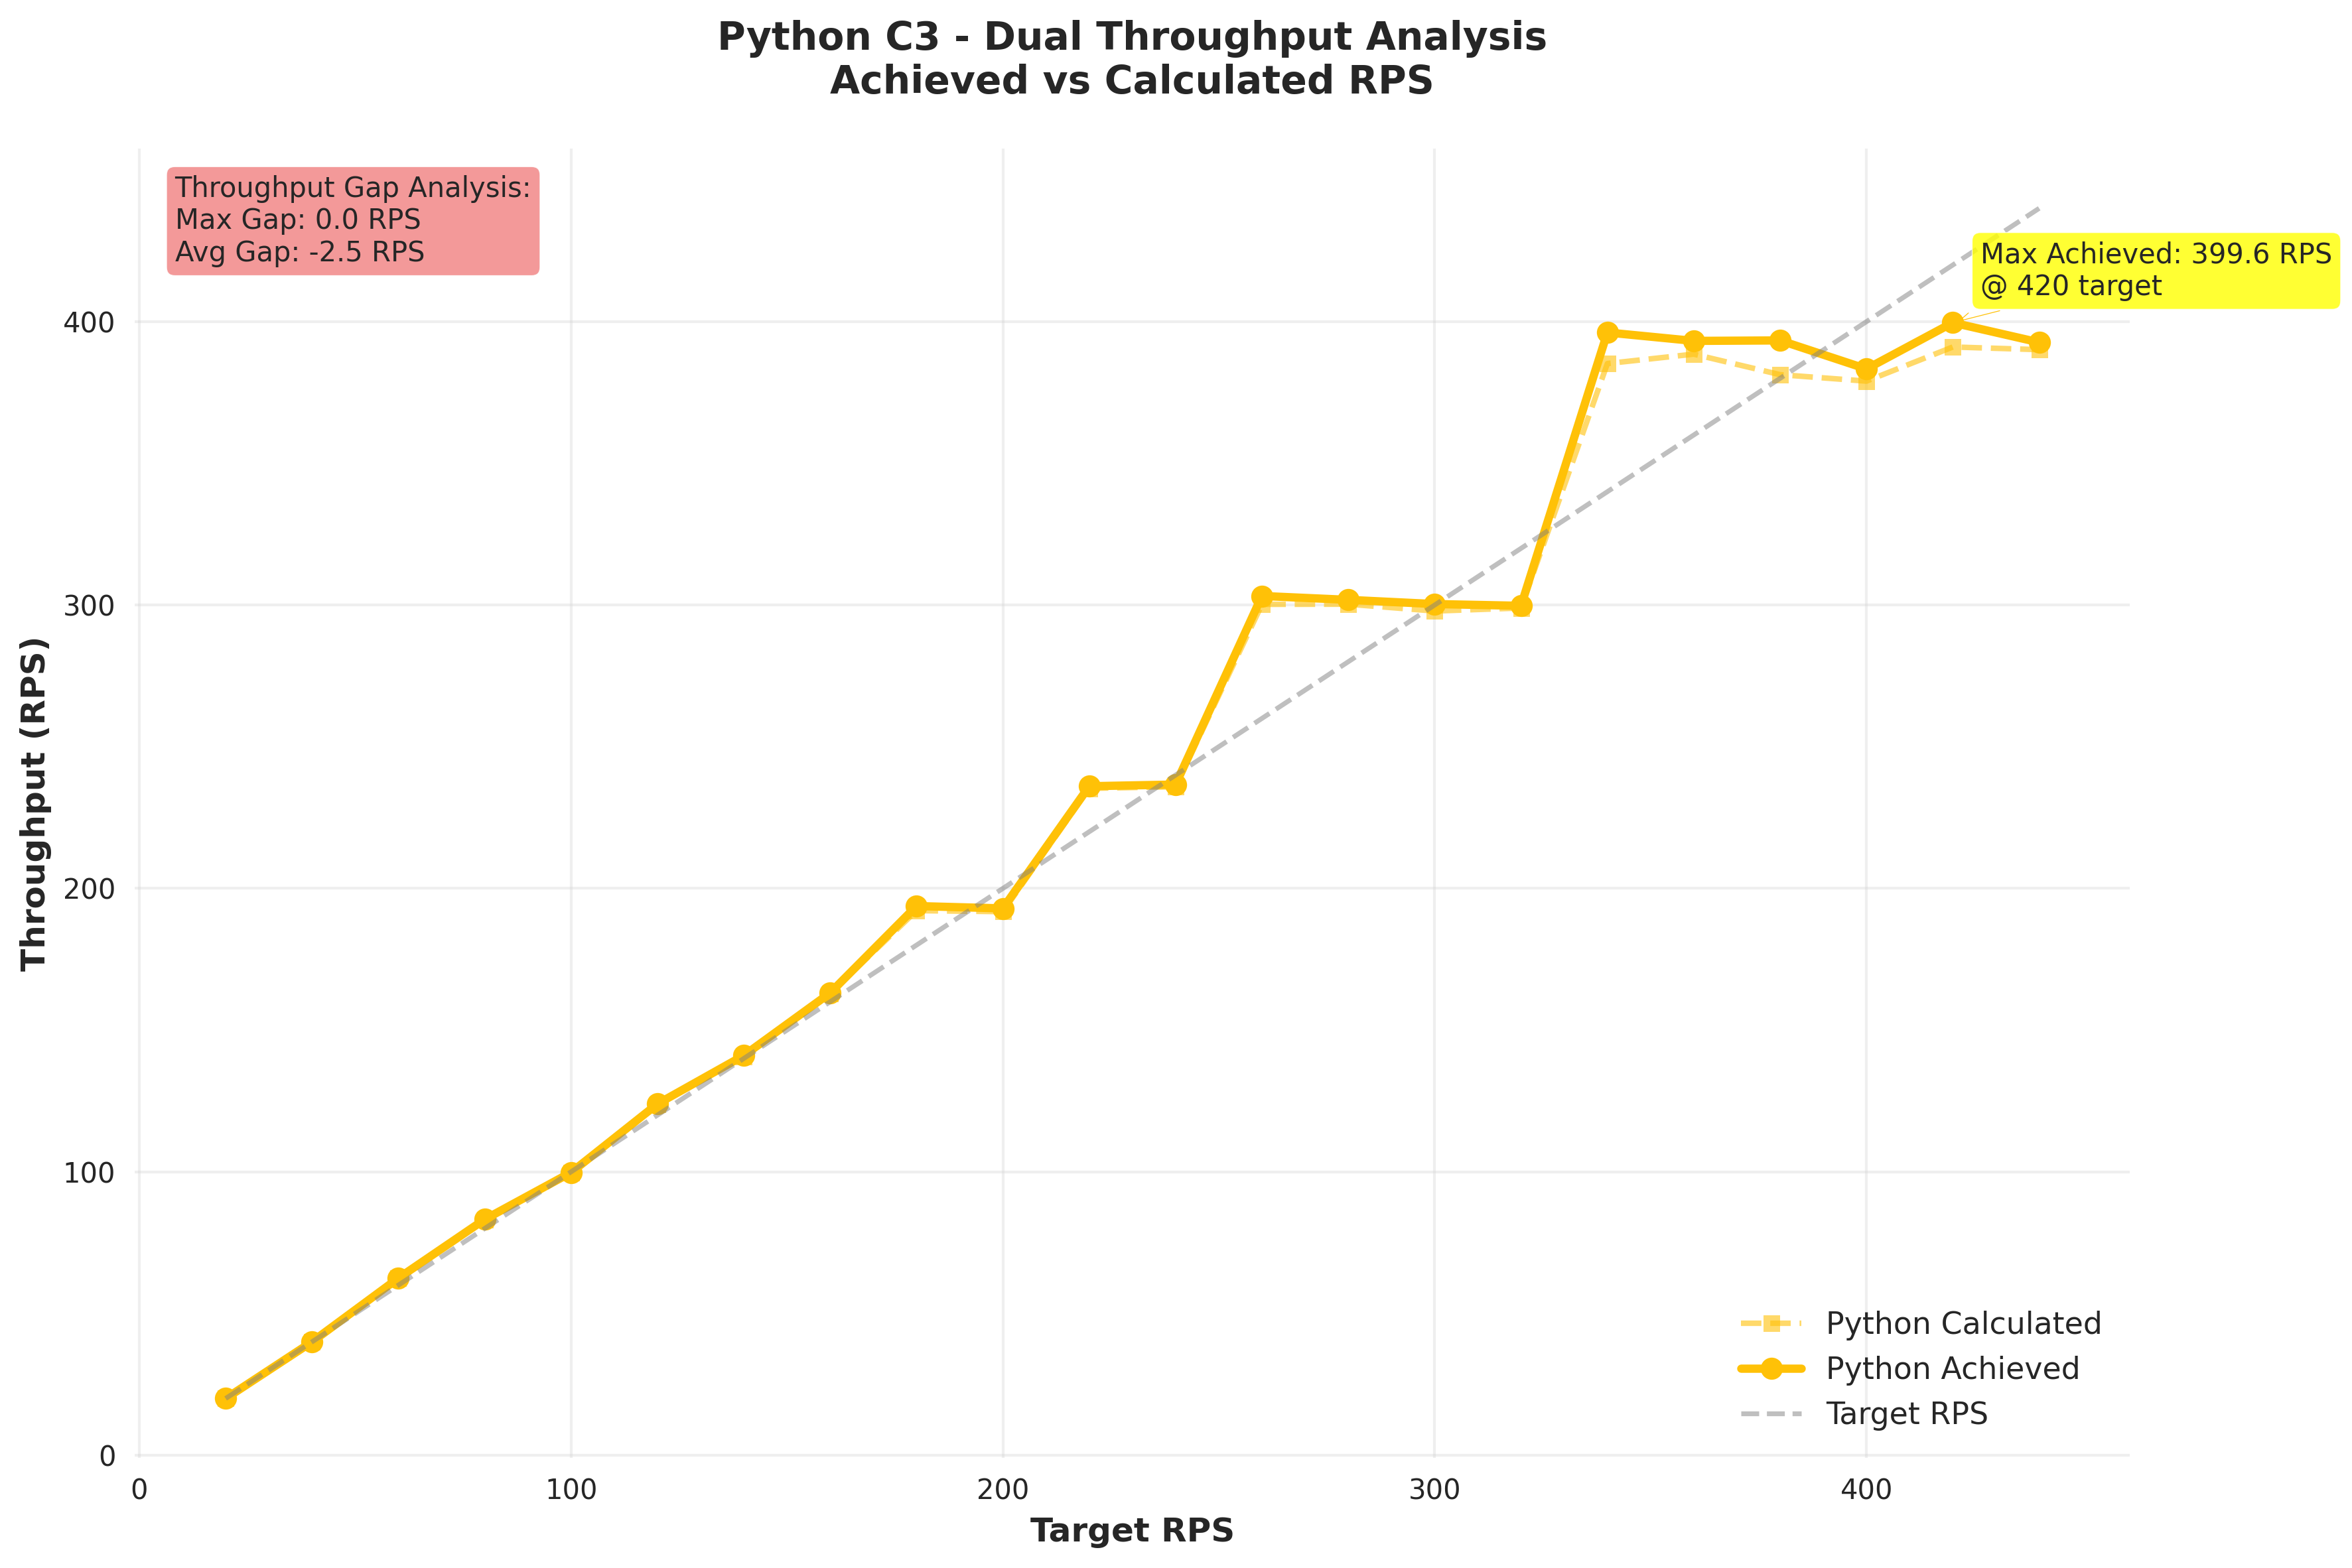 Python C3 - Dual Throughput Analysis
Achieved vs Calculated RPS
Throughput Gap Analysis:
Max Gap: 0.0 RPS
Avg Gap: -2.5 RPS
Max Achieved: 399.6 RPS
@ 420 target
Throughput (RPS)
400
300
200
100
0
0
100
200
300
400
Target RPS
Python Calculated
Python Achieved
Target RPS